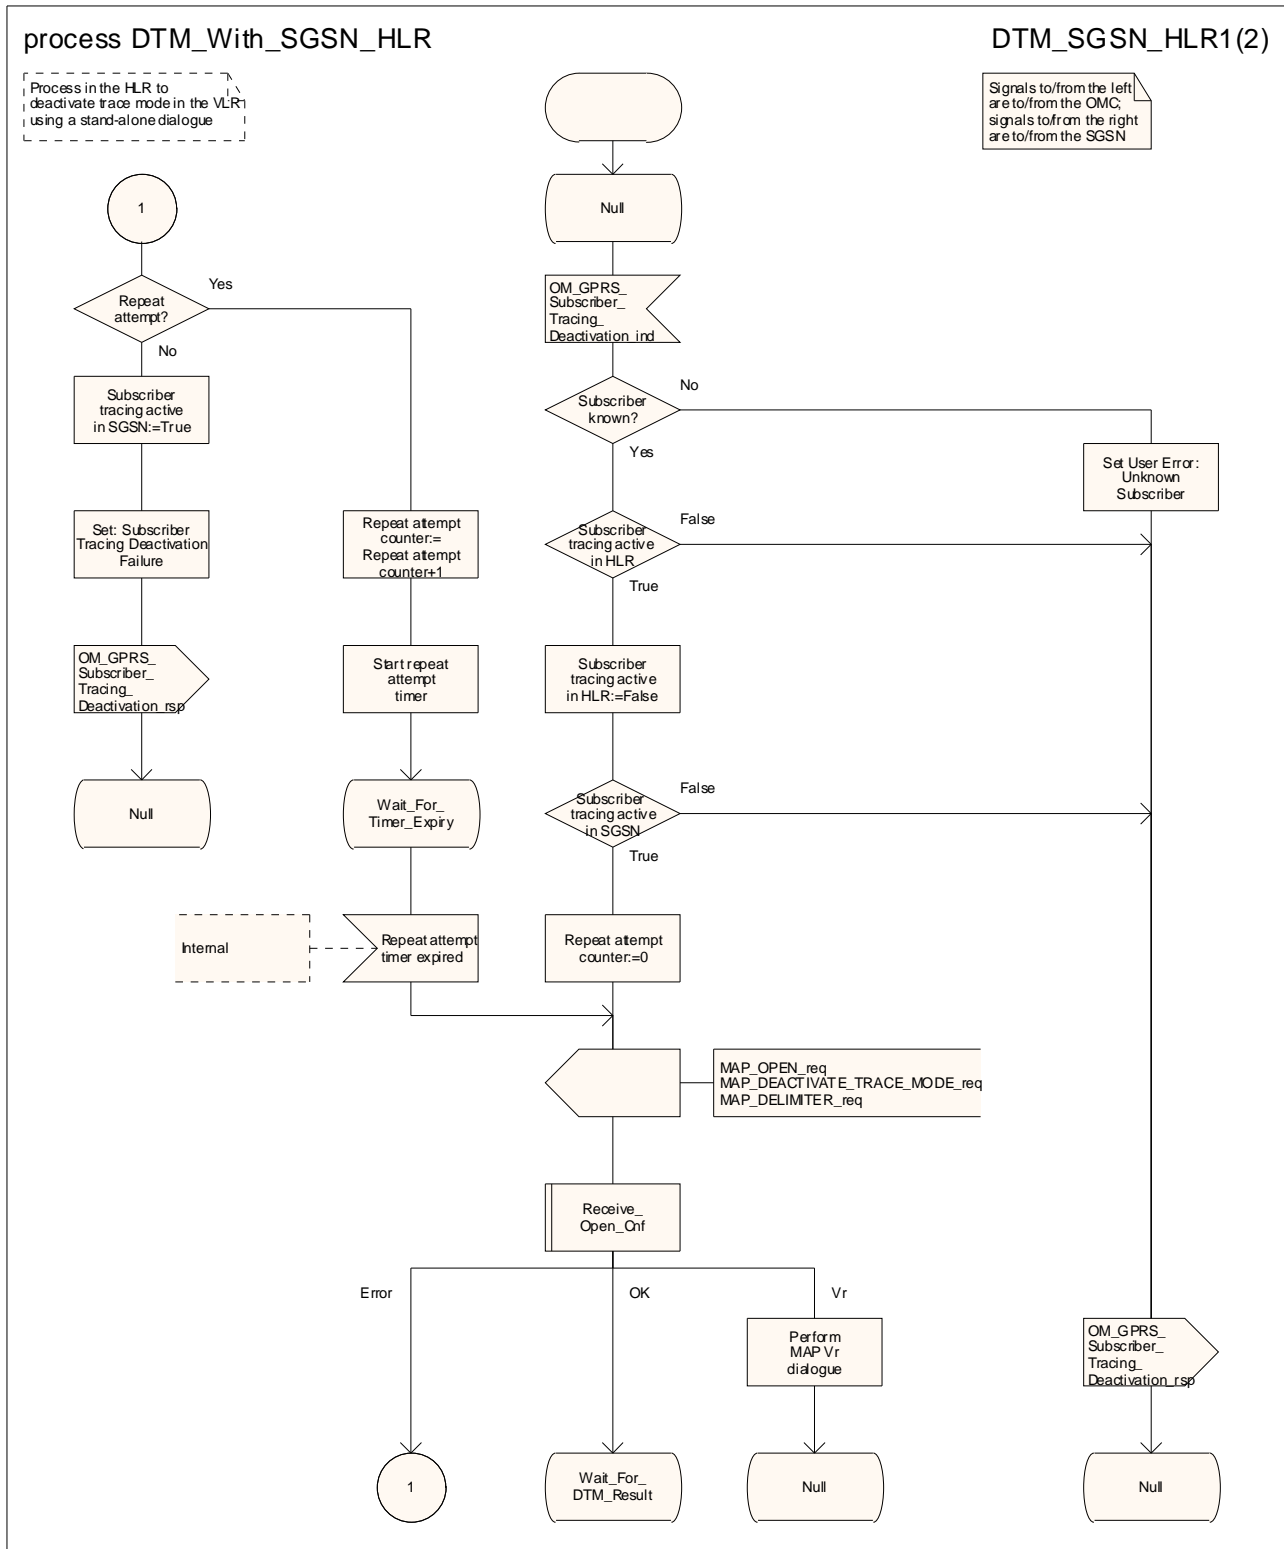 process DTM_With_SGSN_HLR
DTM_SGSN_HLR1(2)
Process in the HLR to
deactivate trace mode in the VLR
using a stand-alone dialogue
Signals to/from the left
are to/from the OMC;
signals to/from the right
are to/from the SGSN
1
Null
Repeat
attempt?
Yes
No
OM_GPRS_
Subscriber_
Tracing_
Deactivation_ind
Subscriber
tracing active
in SGSN:=True
Subscriber
known?
No
Yes
Set User Error:
Unknown
Subscriber
Set: Subscriber
Tracing Deactivation
Failure
Repeat attempt
counter:=
Repeat attempt
counter+1
Subscriber
tracing active
in HLR
False
True
OM_GPRS_
Subscriber_
Tracing_
Deactivation_rsp
Start repeat
attempt
timer
Subscriber
tracing active
in HLR:=False
Null
Wait_For_
Timer_Expiry
Subscriber
tracing active
in SGSN
False
True
Internal
Repeat attempt
timer expired
Repeat attempt
counter:=0
MAP_OPEN_req
MAP_DEACTIVATE_TRACE_MODE_req
MAP_DELIMITER_req
Receive_
Open_Cnf
Error
OK
Vr
Perform
MAP Vr
dialogue
OM_GPRS_
Subscriber_
Tracing_
Deactivation_rsp
1
Wait_For_
DTM_Result
Null
Null